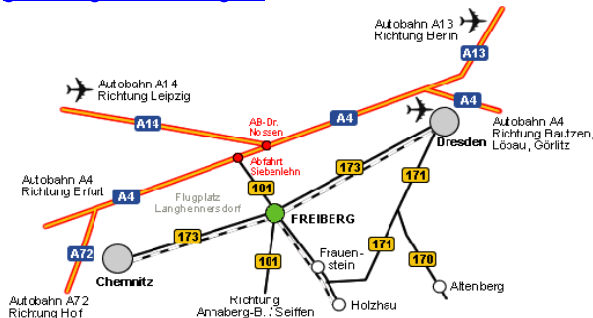 Autobahn A13
Richtung Berlin
A13
Autobahn A14
Richtung Leipzig
A14
AB-Dr.
Nossen
A4
A4
Autobahn A4
Richtung Bautzen,
Löbau, Görlitz
Dresden
Abfahrt
Siebenlehn
173
171
Autobahn A4
Richtung Erfurt
A4
101
Flugplatz
Langhennersdorf
FREIBERG
173
171
A72
101
Frauen-
stein
170
Chemnitz
Altenberg
Autobahn A72
Richtung Hof
Richtung
Annaberg-B./Seiffen
Holzhau